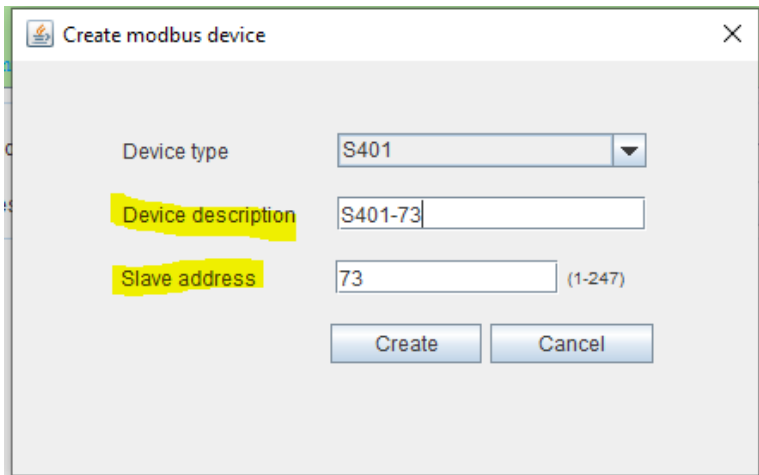 Create modbus device
Device type S401
Device description S401-73
Slave address 73 (1-247)
Create Cancel